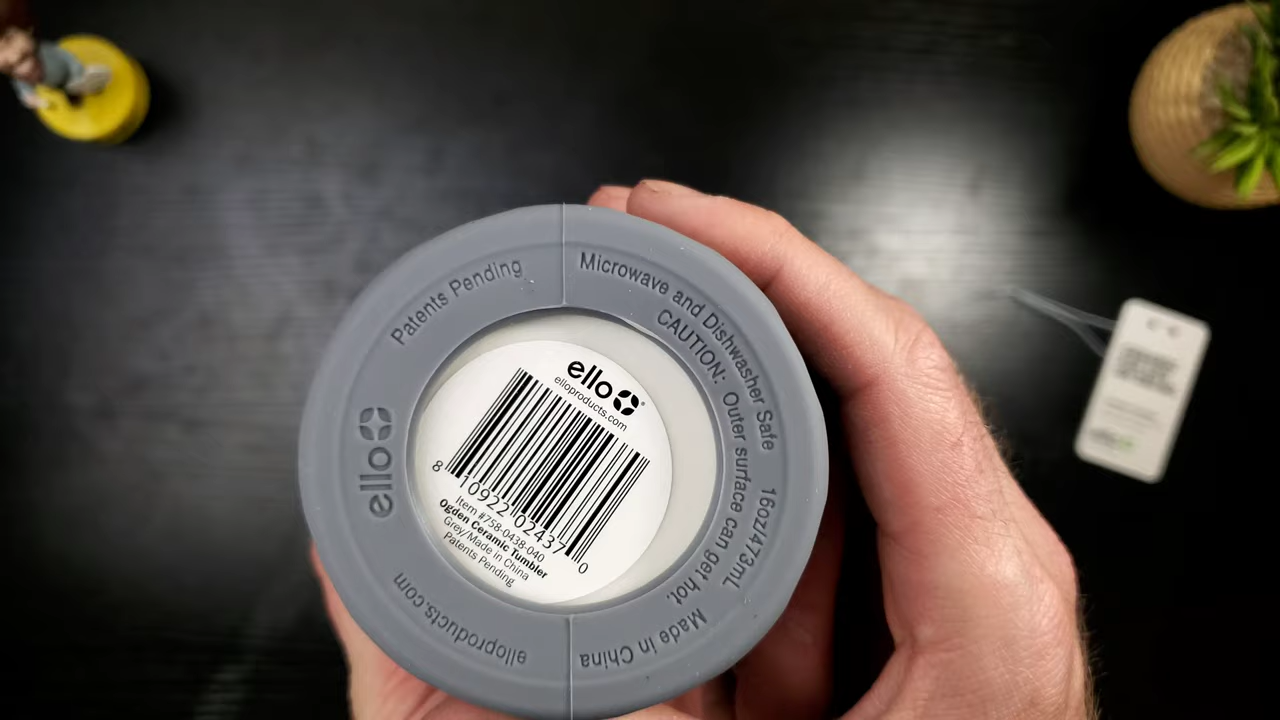 Patents Pending
Microwave and Dishwasher Safe
16oz/473mL
Made in China
CAUTION: Outer surface can get hot.
elloproducts.com
ello
ello
elloproducts.com
8 10922 02437 0
Item #758-0438-040
Ogden Ceramic Tumbler
Grey/Made in China
Patents Pending